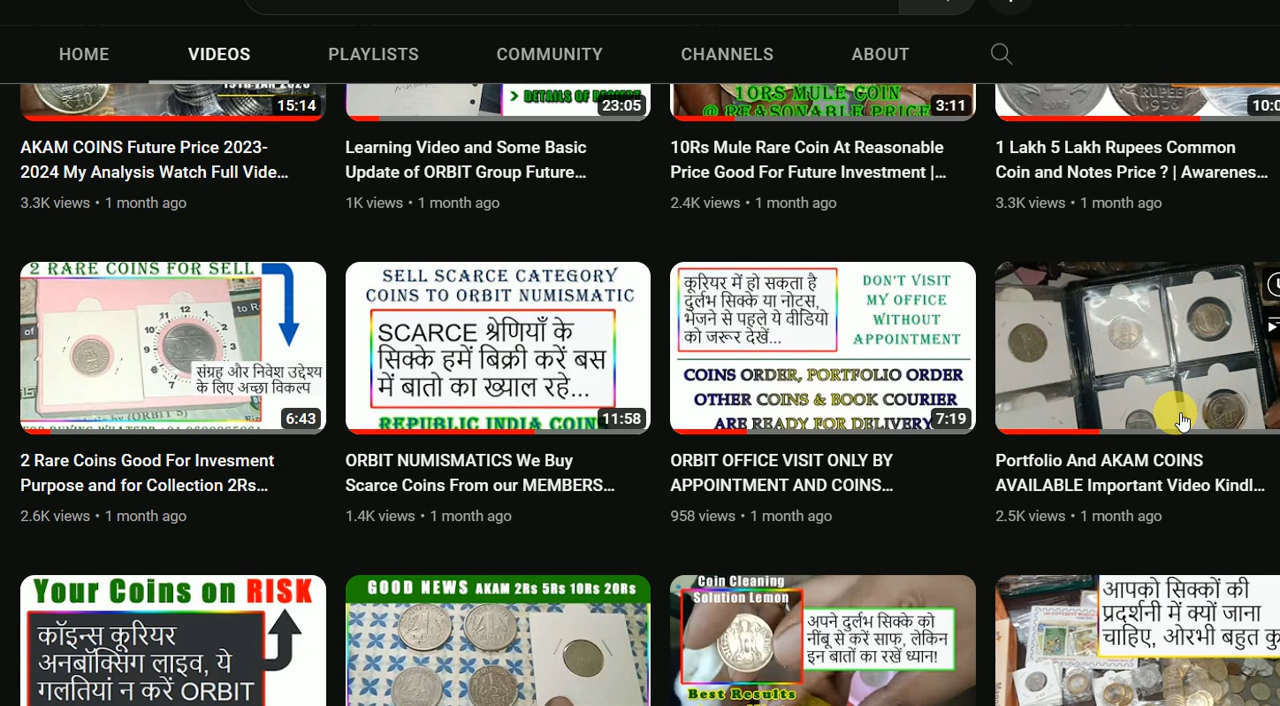 HOME VIDEOS PLAYLISTS COMMUNITY CHANNELS ABOUT
15:14
> DETAILS OF
23:05
10RS MULE COIN
@ REASONABLE PRICE
3:11
2019 RUPEE 1976
10:0
AKAM COINS Future Price 2023-
2024 My Analysis Watch Full Vide...
3.3K views • 1 month ago
Learning Video and Some Basic
Update of ORBIT Group Future...
1K views • 1 month ago
10Rs Mule Rare Coin At Reasonable
Price Good For Future Investment |...
2.4K views • 1 month ago
1 Lakh 5 Lakh Rupees Common
Coin and Notes Price ? | Awarenes...
3.3K views • 1 month ago
2 RARE COINS FOR SELL
संग्रह और निवेश उद्देश्य
के लिए अच्छा विकल्प
6:43
SELL SCARCE CATEGORY
COINS TO ORBIT NUMISMATIC
SCARCE श्रेणियाँ के
सिक्के हमें बिक्री करें बस
में बातो का ख्याल रहे...
REPUBLIC INDIA COIN
11:58
कूरियर में हो सकता है
दुर्लभ सिक्के या नोटस,
भेजने से पहले ये वीडियो
को जरूर देखें...
DON'T VISIT
MY OFFICE
WITHOUT
APPOINTMENT
COINS ORDER, PORTFOLIO ORDER
OTHER COINS & BOOK COURIER
ARE READY FOR DELIVERY
7:19
2 Rare Coins Good For Invesment
Purpose and for Collection 2Rs...
2.6K views • 1 month ago
ORBIT NUMISMATICS We Buy
Scarce Coins From our MEMBERS...
1.4K views • 1 month ago
ORBIT OFFICE VISIT ONLY BY
APPOINTMENT AND COINS...
958 views • 1 month ago
Portfolio And AKAM COINS
AVAILABLE Important Video Kindl...
2.5K views • 1 month ago
Your Coins on RISK
कॉइन्स कूरियर
अनबॉक्सिंग लाइव, ये
गलतियां न करें ORBIT
GOOD NEWS AKAM 2Rs 5Rs 10Rs 20Rs
Coin Cleaning
Solution Lemon
अपने दुर्लभ सिक्के को
नींबू से करें साफ, लेकिन
इन बातों का रखें ध्यान!
Best Results
आपको सिक्कों की
प्रदर्शनी में क्यों जाना
चाहिए, ओरभी बहुत कु